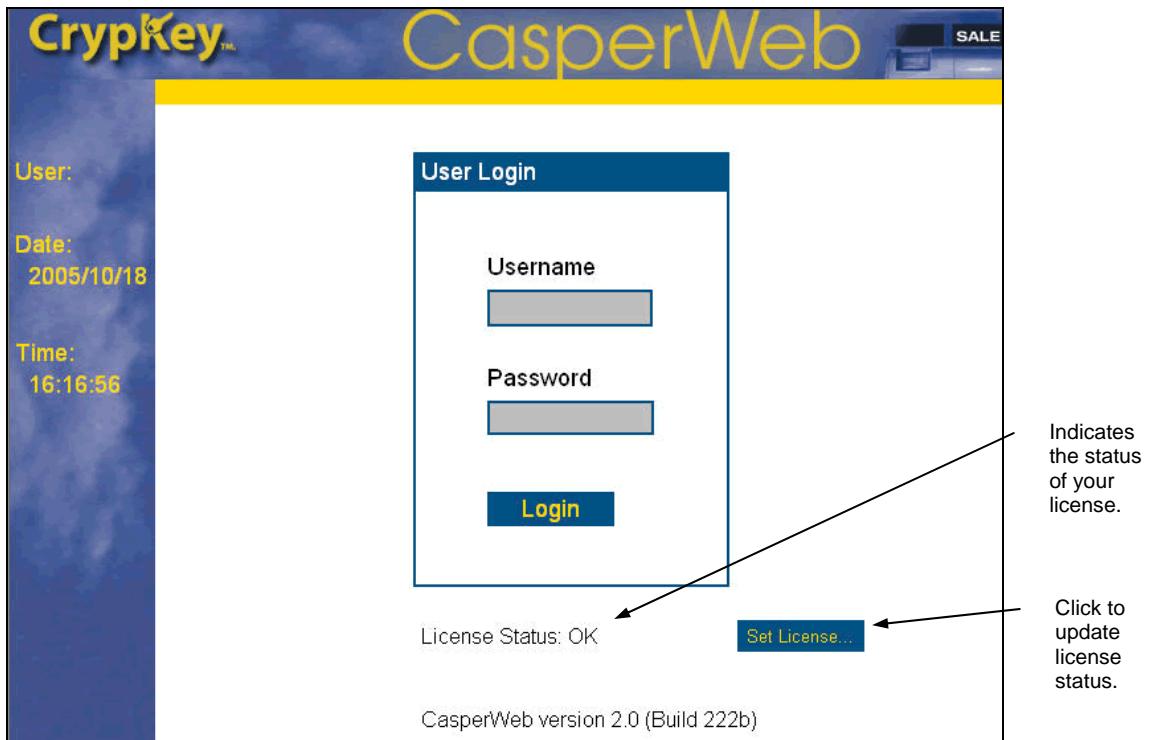 CrypKey™
CasperWeb
SALE
User:
Date:
2005/10/18
Time:
16:16:56
User Login
Username
Password
Login
License Status: OK
Set License...
CasperWeb version 2.0 (Build 222b)
Indicates
the status
of your
license.
Click to
update
license
status.